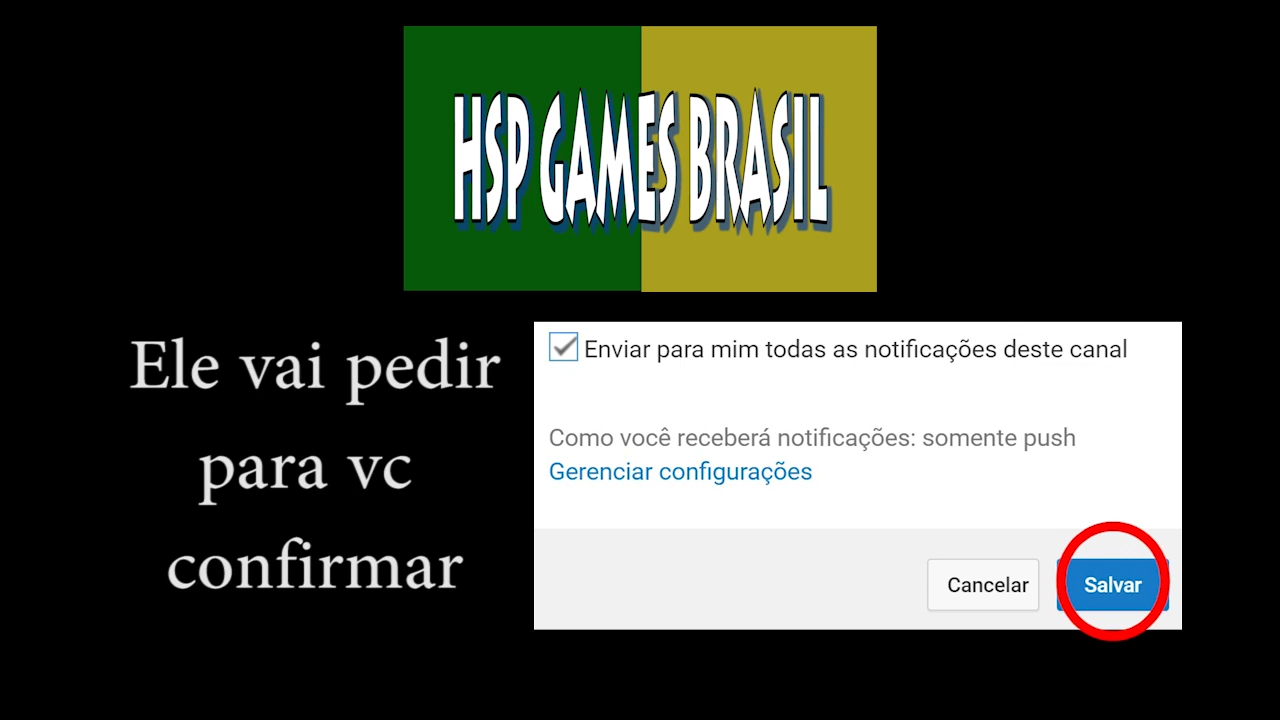 HSP GAMES BRASIL
Ele vai pedir
para vc
confirmar
Enviar para mim todas as notificações deste canal
Como você receberá notificações: somente push
Gerenciar configurações
Cancelar
Salvar